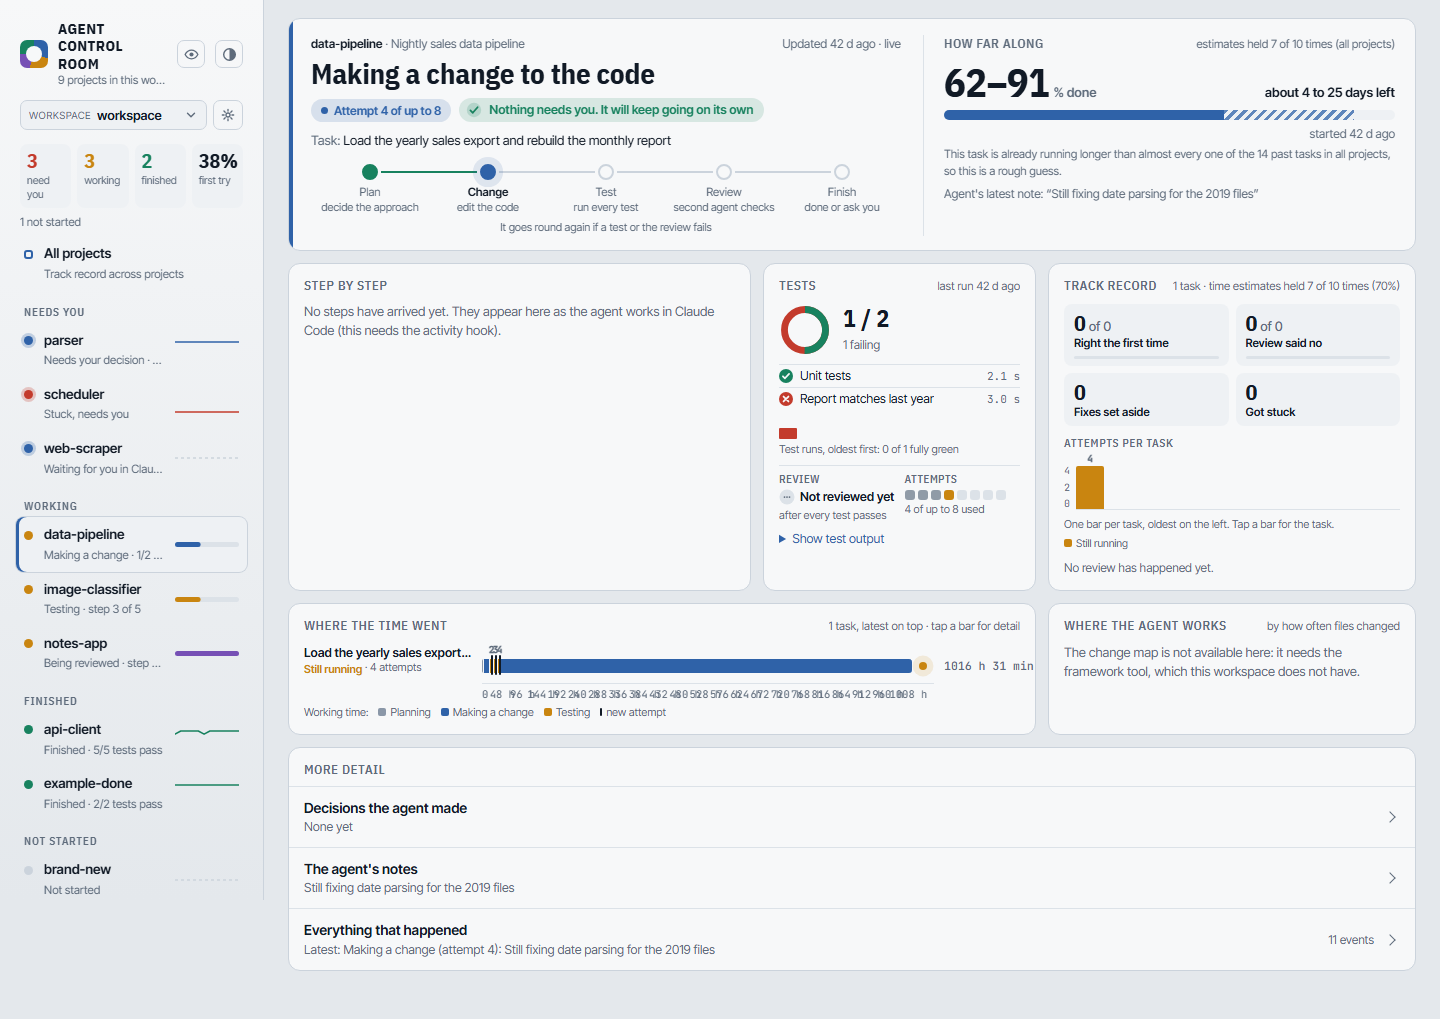 AGENT
CONTROL
ROOM
9 projects in this wo...
WORKSPACE workspace
3 need you
3 working
2 finished
38% first try
1 not started
All projects
Track record across projects
NEEDS YOU
parser
Needs your decision · ...
scheduler
Stuck, needs you
web-scraper
Waiting for you in Clau...
WORKING
data-pipeline
Making a change · 1/2 ...
image-classifier
Testing · step 3 of 5
notes-app
Being reviewed · step ...
FINISHED
api-client
Finished · 5/5 tests pass
example-done
Finished · 2/2 tests pass
NOT STARTED
brand-new
Not started
data-pipeline · Nightly sales data pipeline
Updated 42 d ago · live
Making a change to the code
Attempt 4 of up to 8
Nothing needs you. It will keep going on its own
Task: Load the yearly sales export and rebuild the monthly report
Plan
decide the approach
Change
edit the code
Test
run every test
Review
second agent checks
Finish
done or ask you
It goes round again if a test or the review fails
HOW FAR ALONG
estimates held 7 of 10 times (all projects)
62–91 % done
about 4 to 25 days left
started 42 d ago
This task is already running longer than almost every one of the 14 past tasks in all projects,
so this is a rough guess.
Agent's latest note: “Still fixing date parsing for the 2019 files”
STEP BY STEP
No steps have arrived yet. They appear here as the agent works in Claude
Code (this needs the activity hook).
TESTS
last run 42 d ago
1 / 2
1 failing
Unit tests 2.1 s
Report matches last year 3.0 s
Test runs, oldest first: 0 of 1 fully green
REVIEW
Not reviewed yet
after every test passes
ATTEMPTS
4 of up to 8 used
Show test output
TRACK RECORD
1 task · time estimates held 7 of 10 times (70%)
0 of 0
Right the first time
0 of 0
Review said no
0
Fixes set aside
0
Got stuck
ATTEMPTS PER TASK
4
4
2
0
One bar per task, oldest on the left. Tap a bar for the task.
Still running
No review has happened yet.
WHERE THE TIME WENT
1 task, latest on top · tap a bar for detail
Load the yearly sales export...
Still running · 4 attempts
1016 h 31 min
Working time: Planning Making a change Testing new attempt
WHERE THE AGENT WORKS
by how often files changed
The change map is not available here: it needs the
framework tool, which this workspace does not have.
MORE DETAIL
Decisions the agent made
None yet
The agent's notes
Still fixing date parsing for the 2019 files
Everything that happened
Latest: Making a change (attempt 4): Still fixing date parsing for the 2019 files
11 events